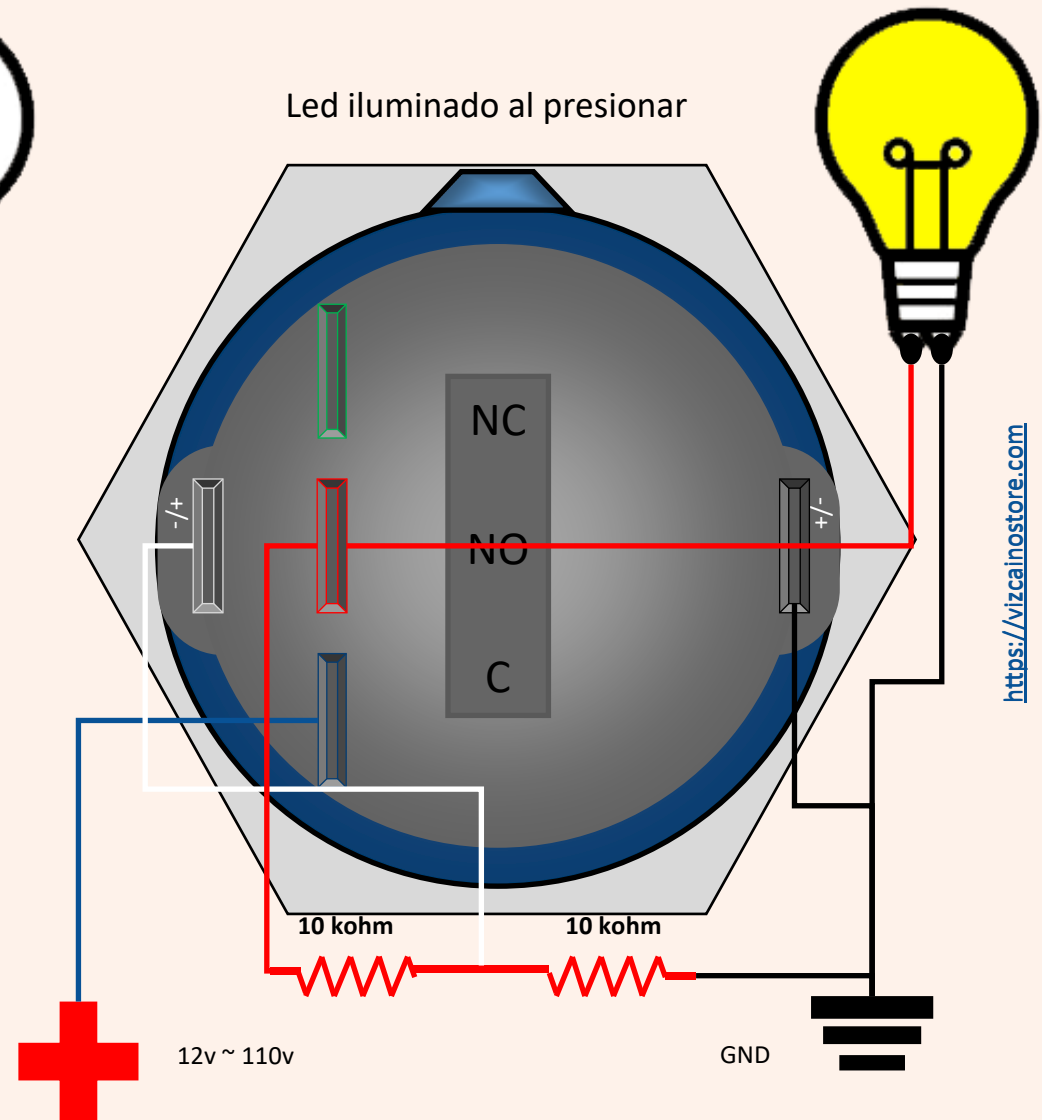 Led iluminado al presionar
NC
-/+
+/-
NO
C
https://vizcainostore.com
10 kohm
10 kohm
12v ~ 110v
GND